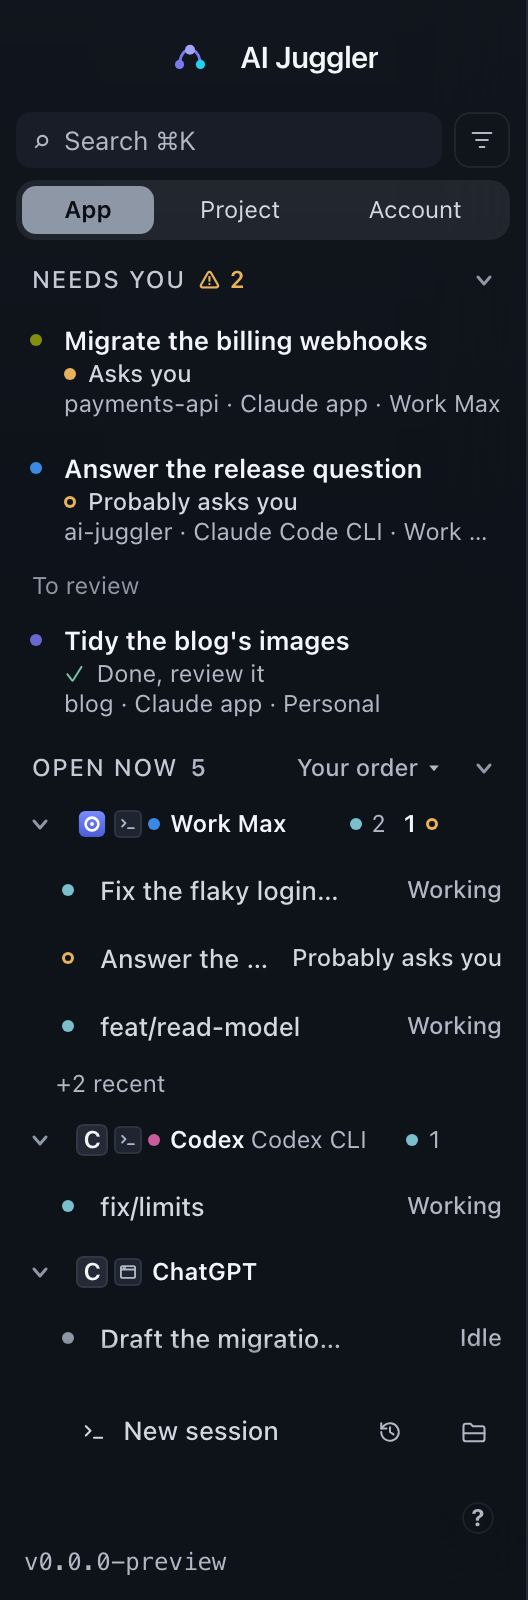 AI Juggler
Search ⌘K
App Project Account
NEEDS YOU 2
Migrate the billing webhooks
Asks you
payments-api · Claude app · Work Max
Answer the release question
Probably asks you
ai-juggler · Claude Code CLI · Work ...
To review
Tidy the blog's images
Done, review it
blog · Claude app · Personal
OPEN NOW 5 Your order
Work Max 2 1
Fix the flaky login... Working
Answer the ... Probably asks you
feat/read-model Working
+2 recent
C Codex Codex CLI 1
fix/limits Working
C ChatGPT
Draft the migratio... Idle
New session
?
v0.0.0-preview